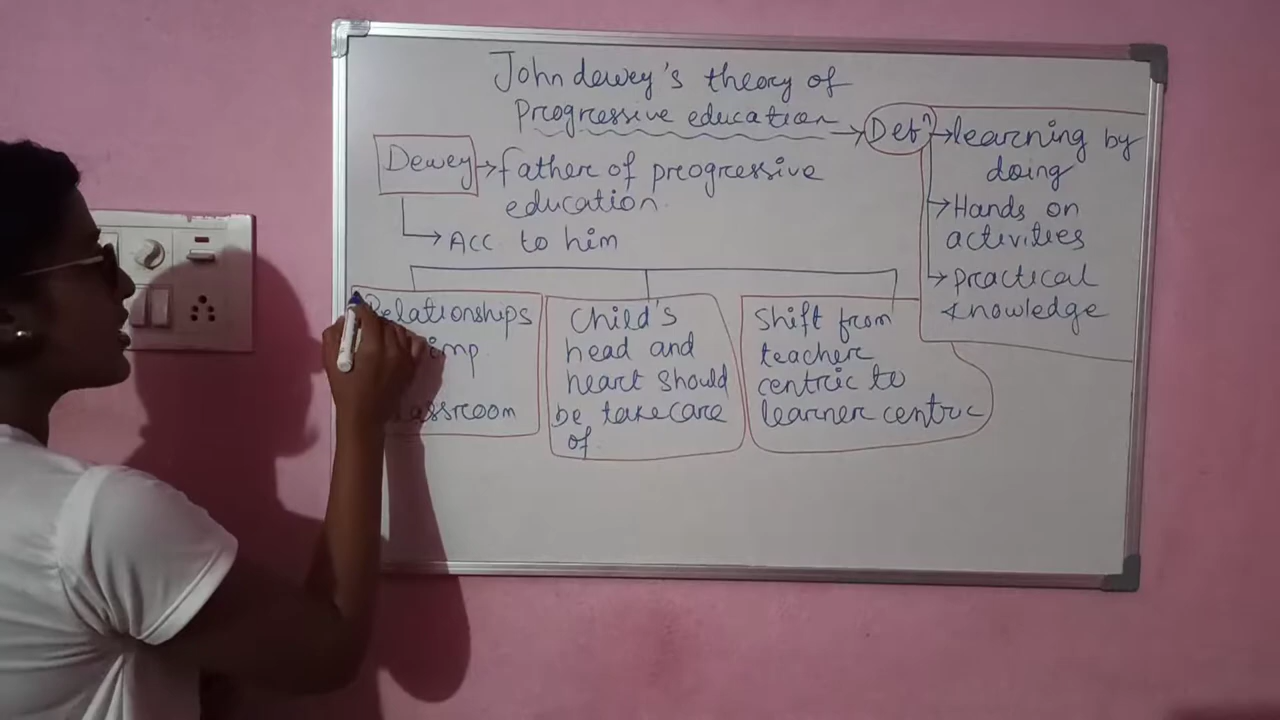 John dewey's theory of
Progressive education → Def⁠ⁿ → learning by
doing
→ Hands on
activities
→ practical
knowledge
Dewey → father of progressive
education.
→ Acc to him
Relationships
imp
classroom
Child's
head and
heart should
be take care
of
Shift from
teacher
centric to
learner centric